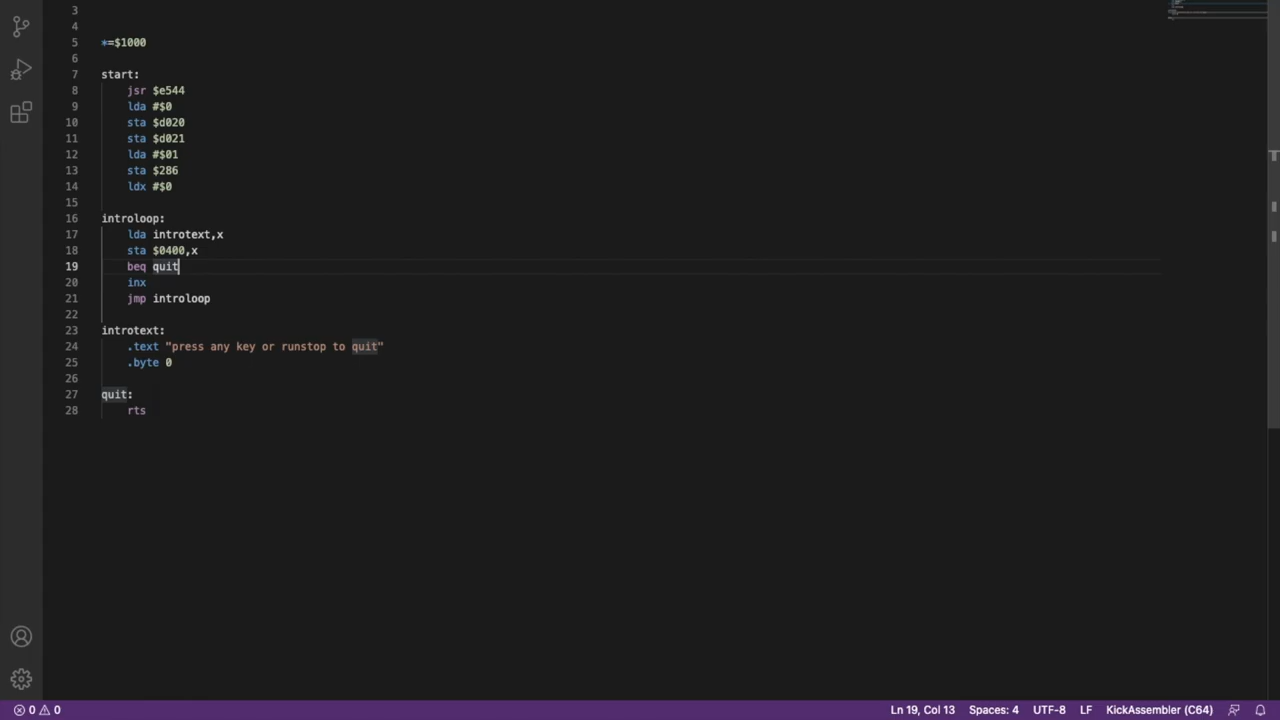 3
4
5 *=$1000
6
7 start:
8 jsr $e544
9 lda #$0
10 sta $d020
11 sta $d021
12 lda #$01
13 sta $286
14 ldx #$0
15
16 introloop:
17 lda introtext,x
18 sta $0400,x
19 beq quit
20 inx
21 jmp introloop
22
23 introtext:
24 .text "press any key or runstop to quit"
25 .byte 0
26
27 quit:
28 rts
0 0 Ln 19, Col 13 Spaces: 4 UTF-8 LF KickAssembler (C64)